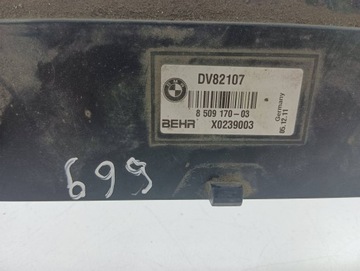 DV82107
8 509 170-03
BEHR X0239003
Germany
05.12.11
699